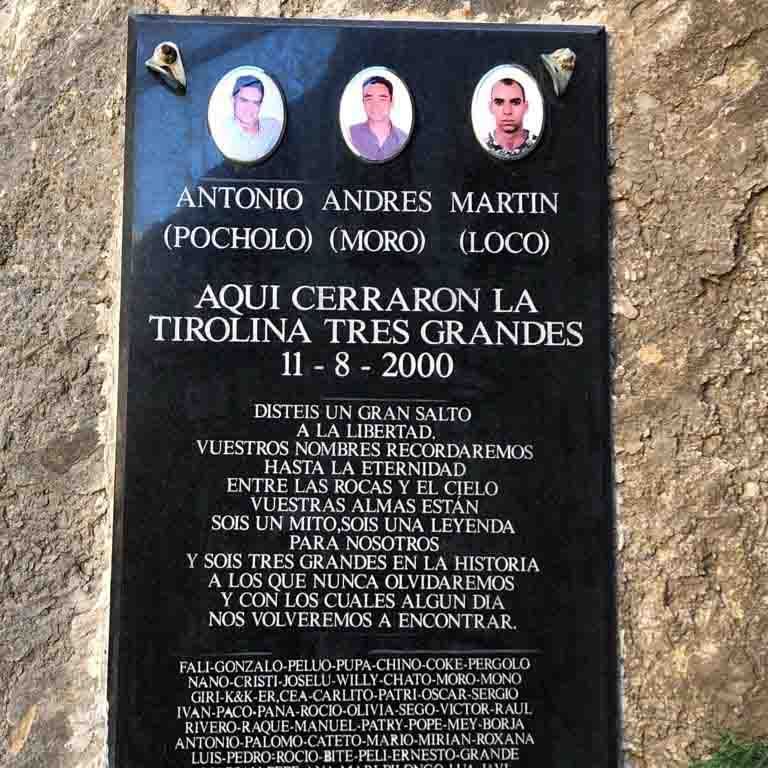 ANTONIO ANDRES MARTIN
(POCHOLO) (MORO) (LOCO)
AQUI CERRARON LA
TIROLINA TRES GRANDES
11 - 8 - 2000
DISTEIS UN GRAN SALTO
A LA LIBERTAD.
VUESTROS NOMBRES RECORDAREMOS
HASTA LA ETERNIDAD
ENTRE LAS ROCAS Y EL CIELO
VUESTRAS ALMAS ESTÁN
SOIS UN MITO,SOIS UNA LEYENDA
PARA NOSOTROS
Y SOIS TRES GRANDES EN LA HISTORIA
A LOS QUE NUNCA OLVIDAREMOS
Y CON LOS CUALES ALGUN DIA
NOS VOLVEREMOS A ENCONTRAR.
FALI-GONZALO-PELUO-PUPA-CHINO-COKE-PERGOLO
NANO-CRISTI-JOSELU-WILLY-CHATO-MORO-MONO
GIRI-K&K-ER,CEA-CARLITO-PATRI-OSCAR-SERGIO
IVAN-PACO-PANA-ROCIO-OLIVIA-SEGO-VICTOR-RAUL
RIVERO-RAQUE-MANUEL-PATRY-POPE-MEY-BORJA
ANTONIO-PALOMO-CATETO-MARIO-MIRIAN-ROXANA
LUIS-PEDRO-ROCIO-BITE-PELI-ERNESTO-GRANDE